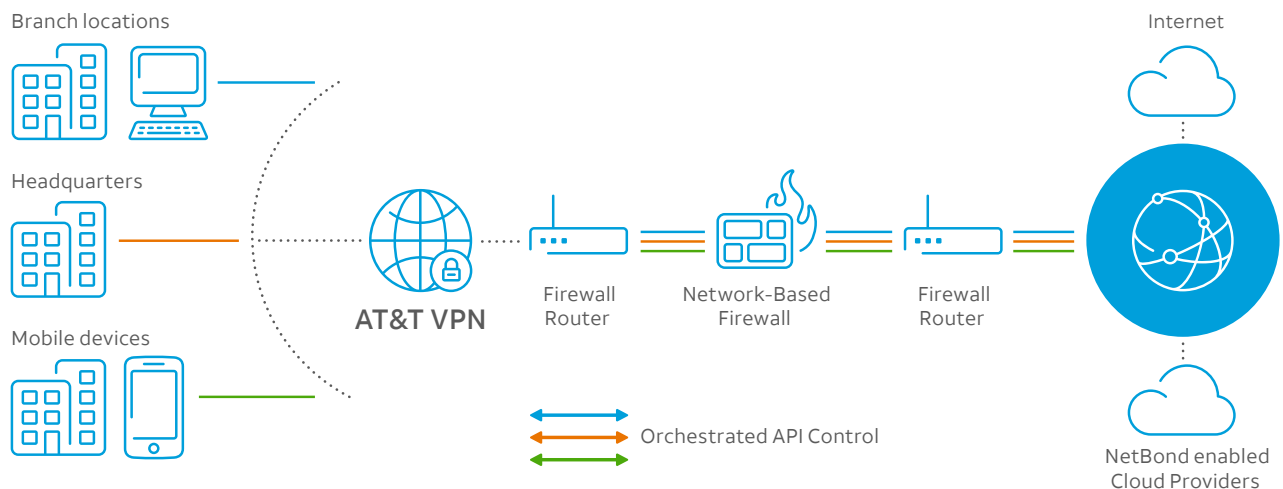 Branch locations
Headquarters
Mobile devices
AT&T VPN
Firewall
Router
Network-Based
Firewall
Firewall
Router
Orchestrated API Control
Internet
NetBond enabled
Cloud Providers